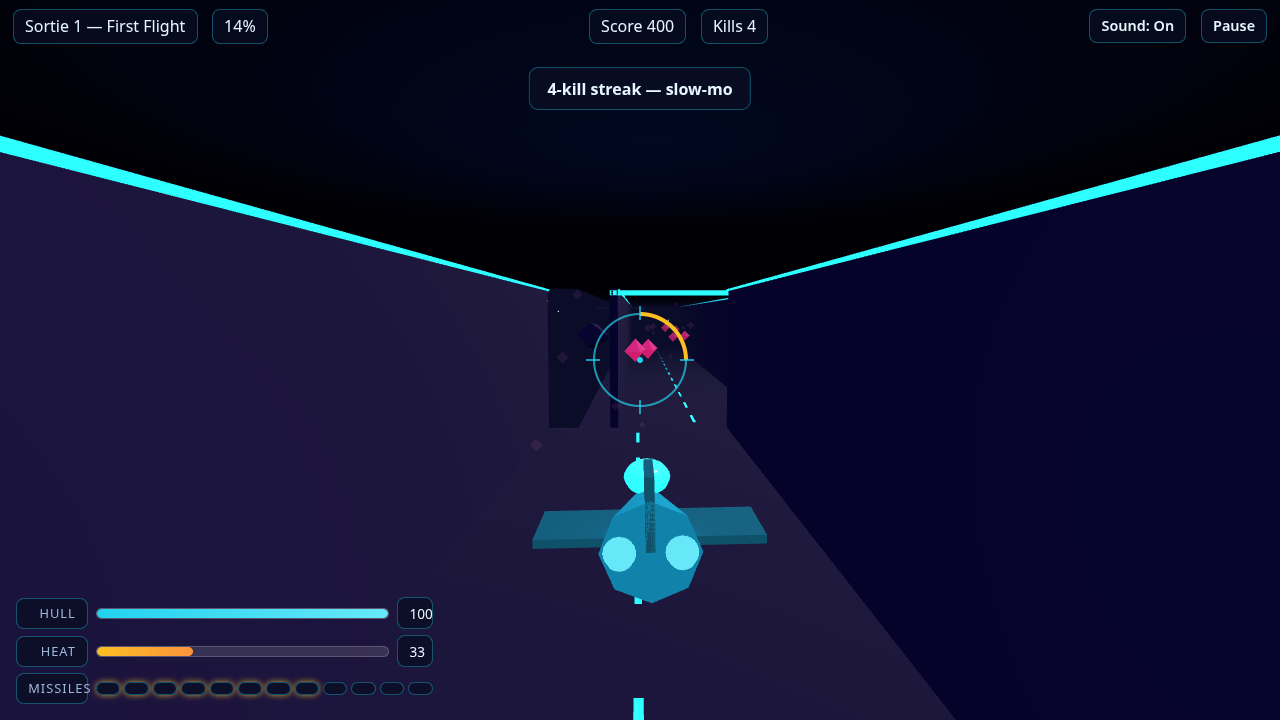 Sortie 1 — First Flight
14%
Score 400
Kills 4
Sound: On
Pause
4-kill streak — slow-mo
HULL
100
HEAT
33
MISSILES